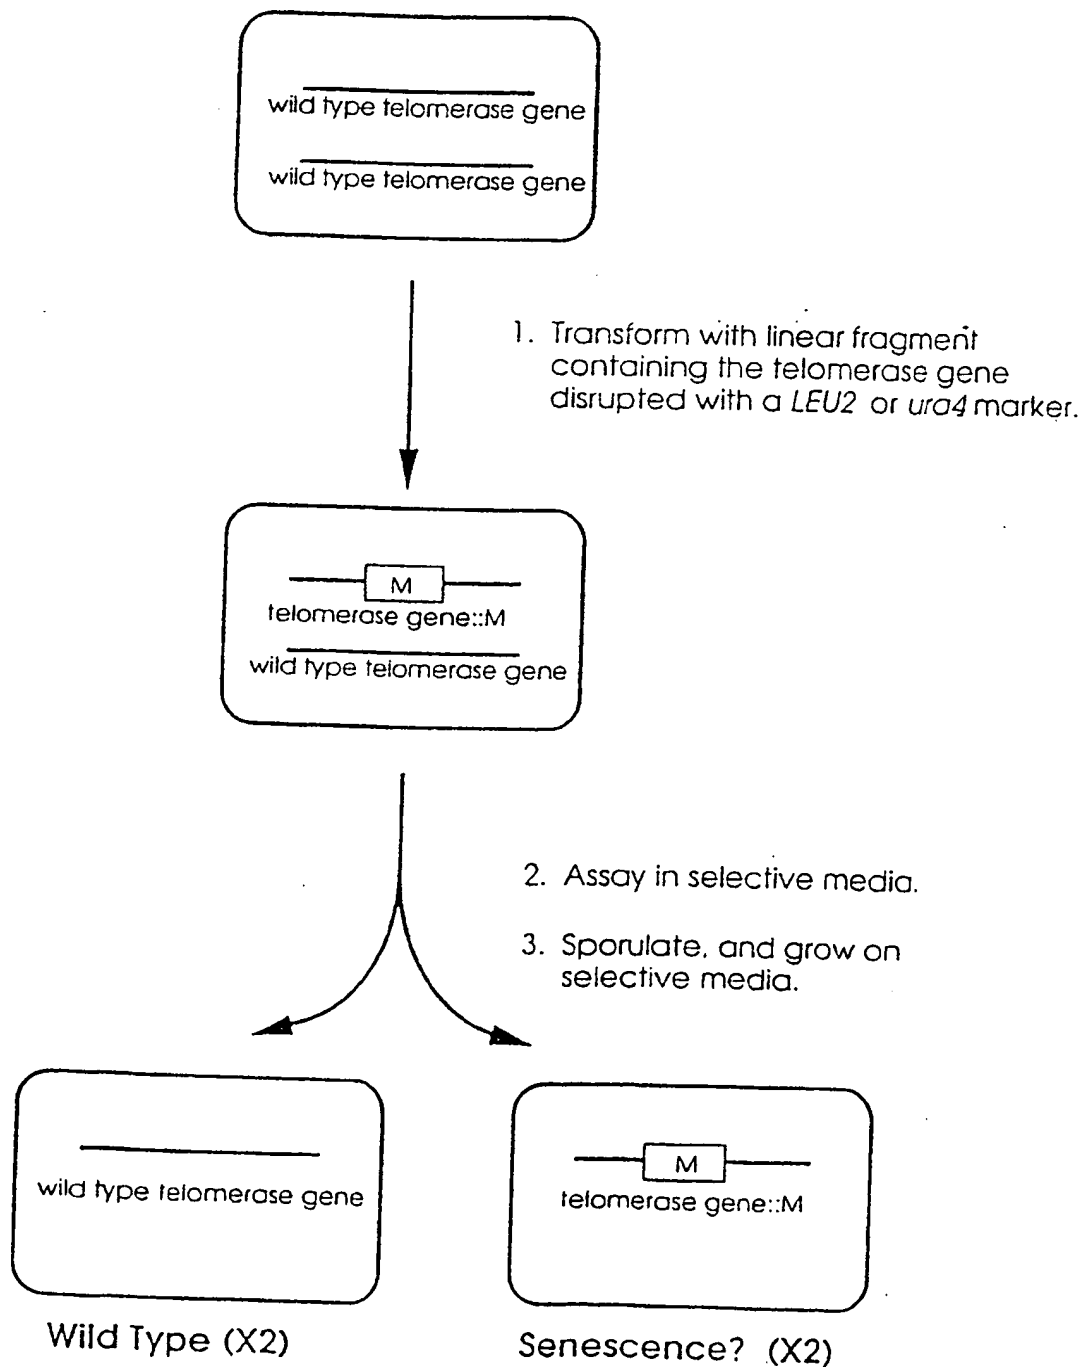 wild type telomerase gene
wild type telomerase gene
1. Transform with linear fragment
containing the telomerase gene
disrupted with a LEU2 or ura4 marker.
M
telomerase gene::M
wild type telomerase gene
2. Assay in selective media.
3. Sporulate, and grow on
selective media.
wild type telomerase gene
M
telomerase gene::M
Wild Type (X2)
Senescence? (X2)